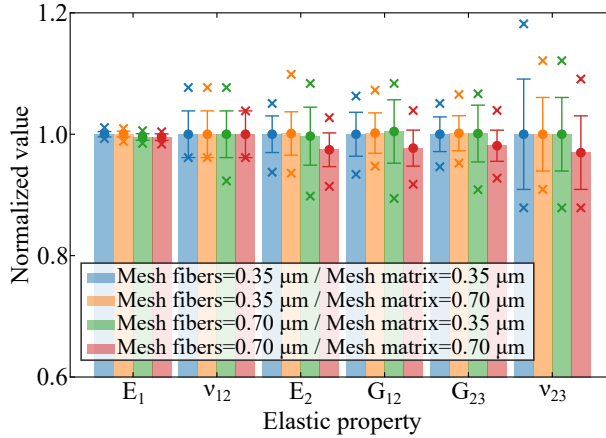 Normalized value
1.2
1.0
0.8
0.6
Mesh fibers=0.35 μm / Mesh matrix=0.35 μm
Mesh fibers=0.35 μm / Mesh matrix=0.70 μm
Mesh fibers=0.70 μm / Mesh matrix=0.35 μm
Mesh fibers=0.70 μm / Mesh matrix=0.70 μm
E₁ ν₁₂ E₂ G₁₂ G₂₃ ν₂₃
Elastic property